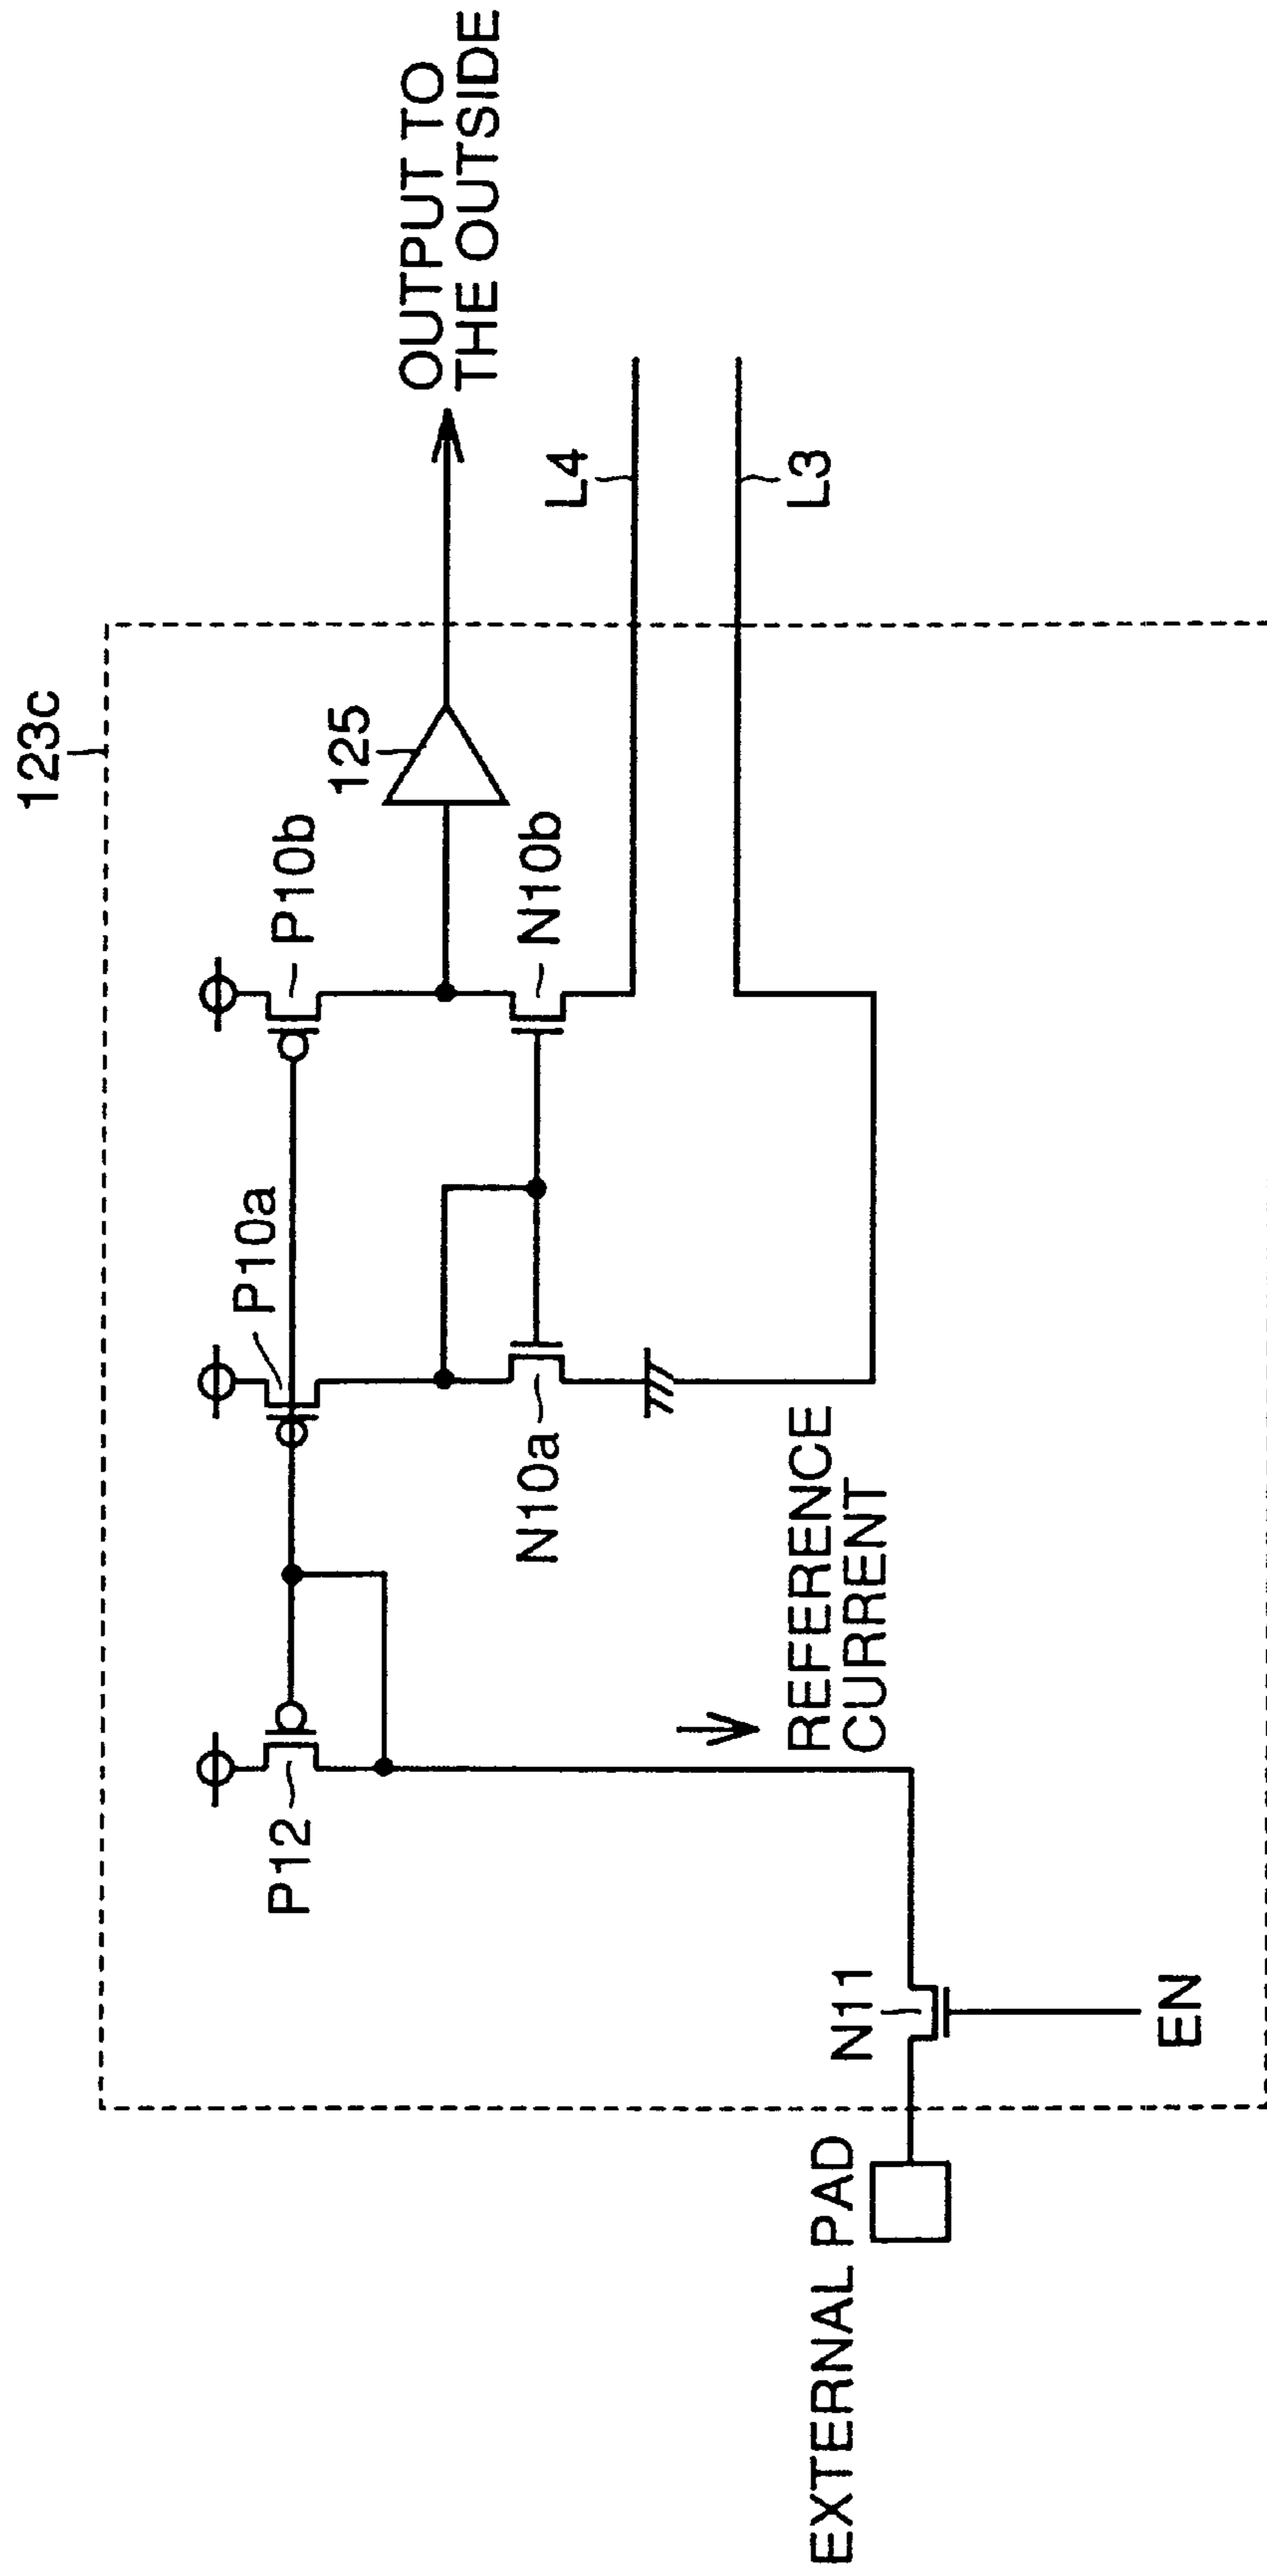 123c
OUTPUT TO
THE OUTSIDE
125
P10b
P10a
P12
N10b
N10a
L4
L3
REFERENCE
CURRENT
N11
EXTERNAL PAD
EN